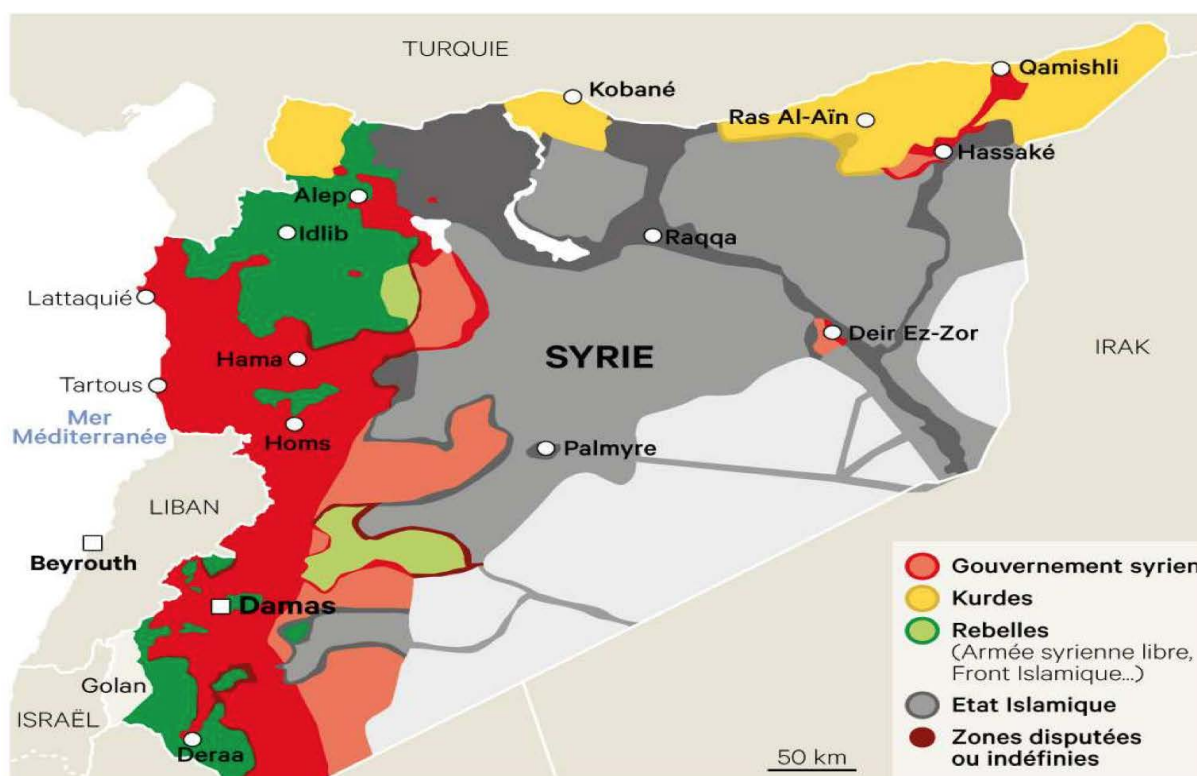 TURQUIE
Kobané
Qamishli
Ras Al-Aïn
Hassaké
Alep
Idlib
Raqqa
Lattaquié
Deir Ez-Zor
Hama
SYRIE
IRAK
Tartous
Mer
Méditerranée
Homs
Palmyre
LIBAN
Beyrouth
Damas
Golan
ISRAËL
Deraa
Gouvernement syrien
Kurdes
Rebelles
(Armée syrienne libre,
Front Islamique...)
Etat Islamique
Zones disputées
ou indéfinies
50 km